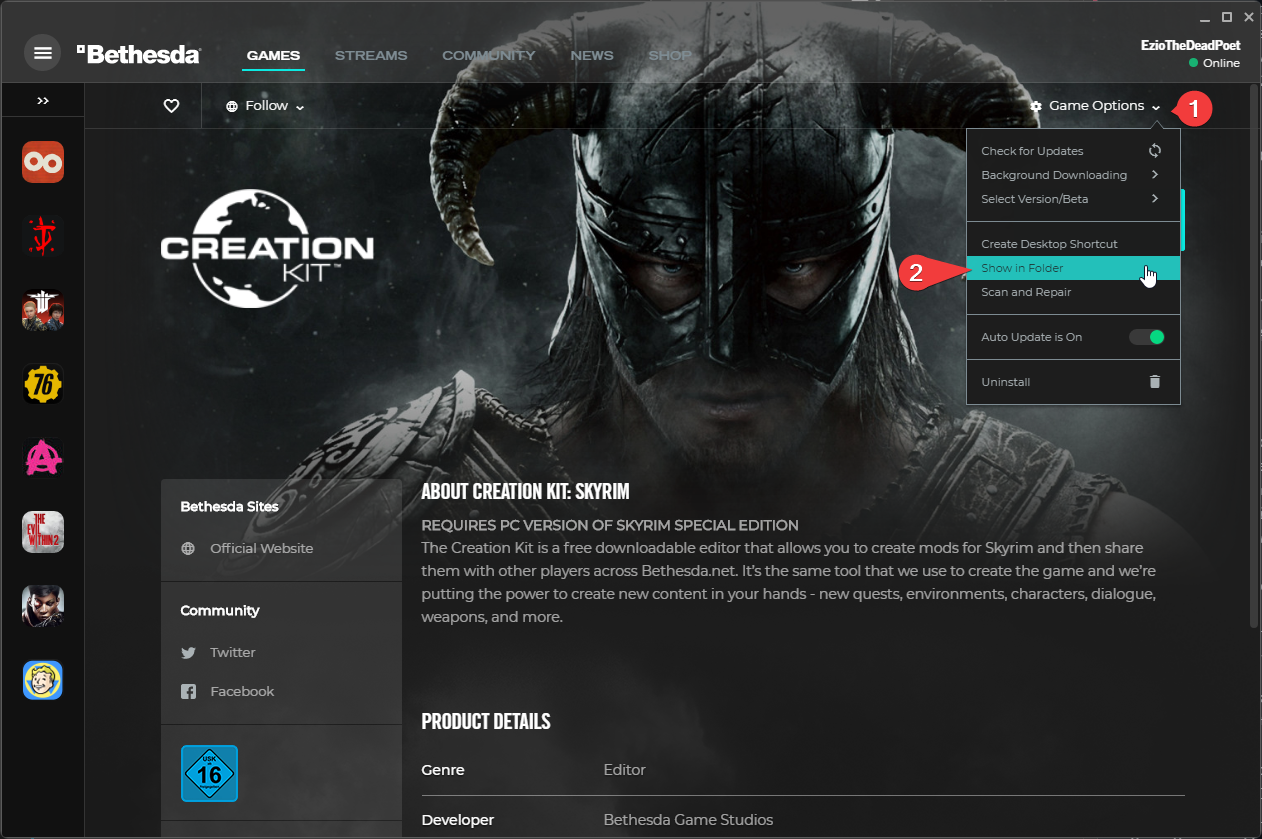 Bethesda
GAMES
STREAMS
COMMUNITY
NEWS
SHOP
EzioTheDeadPoet
Online
Follow
Game Options
1
Check for Updates
Background Downloading
Select Version/Beta
Create Desktop Shortcut
2
Show in Folder
Scan and Repair
Auto Update is On
Uninstall
CREATION
KIT™
76
THE
EVIL
WITHIN 2
Bethesda Sites
Official Website
Community
Twitter
Facebook
USK
16
ABOUT CREATION KIT: SKYRIM
REQUIRES PC VERSION OF SKYRIM SPECIAL EDITION
The Creation Kit is a free downloadable editor that allows you to create mods for Skyrim and then share
them with other players across Bethesda.net. It's the same tool that we use to create the game and we're
putting the power to create new content in your hands - new quests, environments, characters, dialogue,
weapons, and more.
PRODUCT DETAILS
Genre
Editor
Developer
Bethesda Game Studios